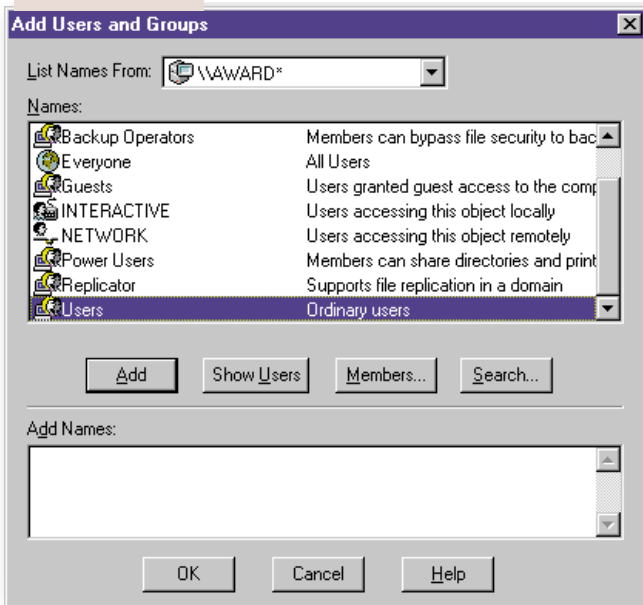 Add Users and Groups
List Names From: \\AWARD*
Names:
Backup Operators Members can bypass file security to bac
Everyone All Users
Guests Users granted guest access to the comp
INTERACTIVE Users accessing this object locally
NETWORK Users accessing this object remotely
Power Users Members can share directories and print
Replicator Supports file replication in a domain
Users Ordinary users
Add Show Users Members... Search...
Add Names:
OK Cancel Help